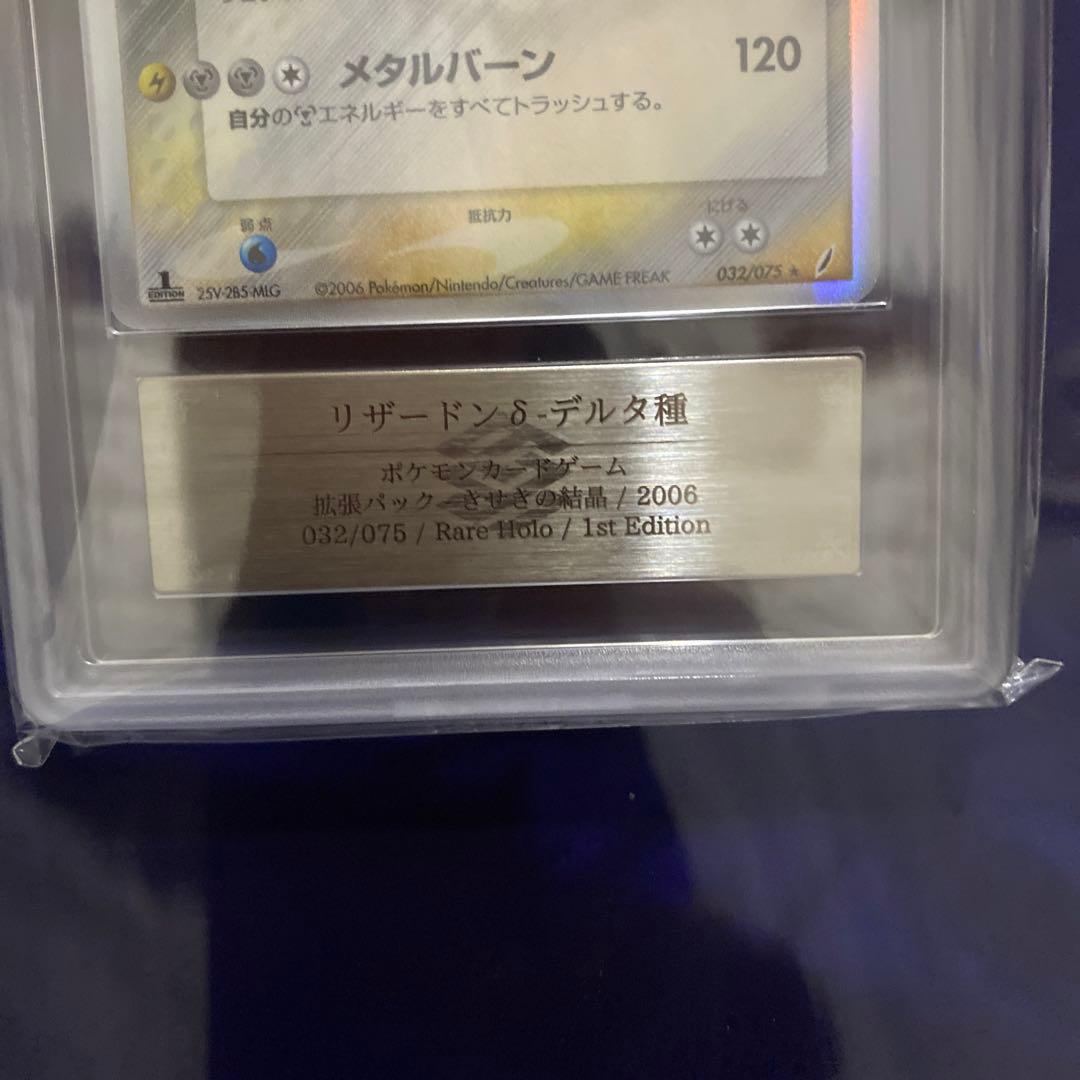 メタルバーン 120
自分のエネルギーをすべてトラッシュする。
弱点 抵抗力 にげる
1 EDITION 25V-2B5-MLG ©2006 Pokémon/Nintendo/Creatures/GAME FREAK 032/075 ★
リザードンδ-デルタ種
ポケモンカードゲーム
拡張パック きせきの結晶 / 2006
032/075 / Rare Holo / 1st Edition